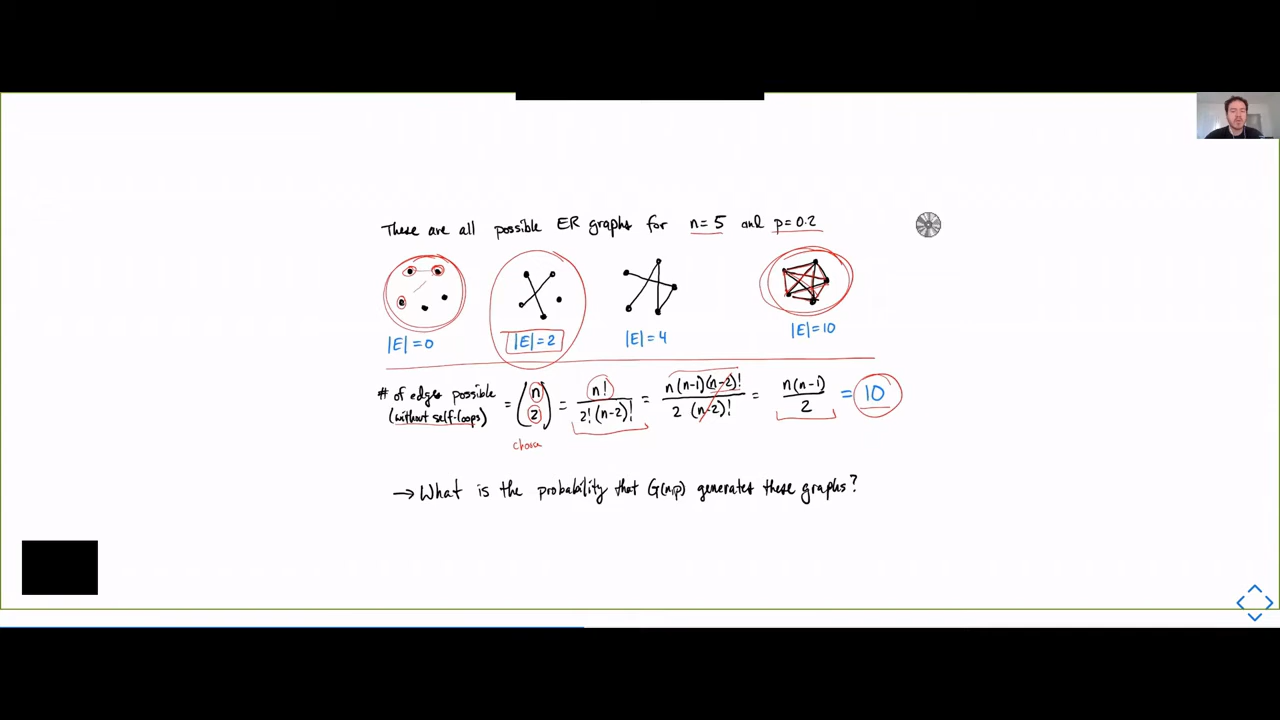 These are all possible ER graphs for n=5 and p=0.2
|E|=0 |E|=2 |E|=4 |E|=10
# of edges possible (without self-loops) = (n 2) = n! / 2!(n-2)! = n(n-1)(n-2)! / 2 (n-2)! = n(n-1) / 2 = 10
choose
→ What is the probability that G(n,p) generates these graphs?